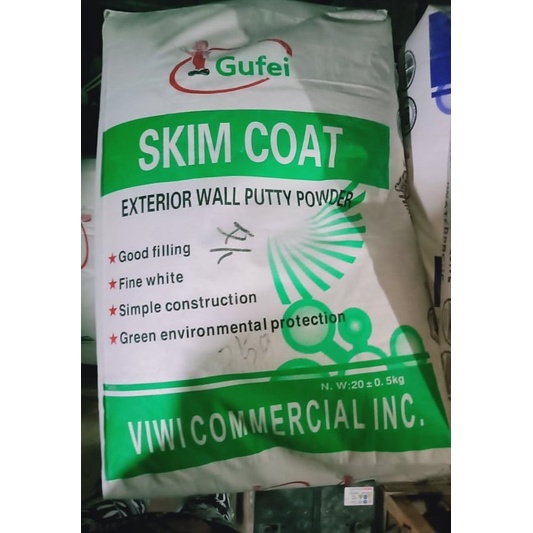 Gufei
SKIM COAT
EXTERIOR WALL PUTTY POWDER
★Good filling
★Fine white
★Simple construction
★Green environmental protection
N. W:20±0.5kg
VIWI COMMERCIAL INC.